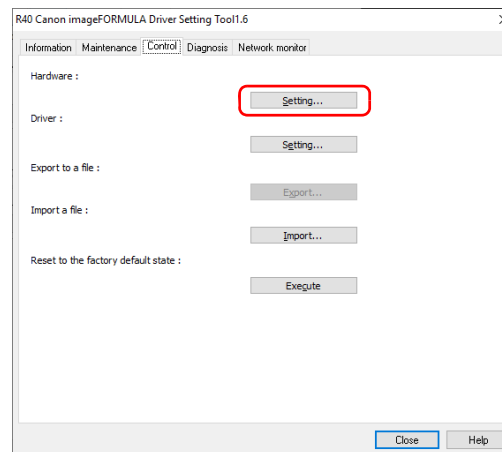 R40 Canon imageFORMULA Driver Setting Tool1.6
Information Maintenance Control Diagnosis Network monitor
Hardware :
Setting...
Driver :
Setting...
Export to a file :
Export...
Import a file :
Import...
Reset to the factory default state :
Execute
Close Help